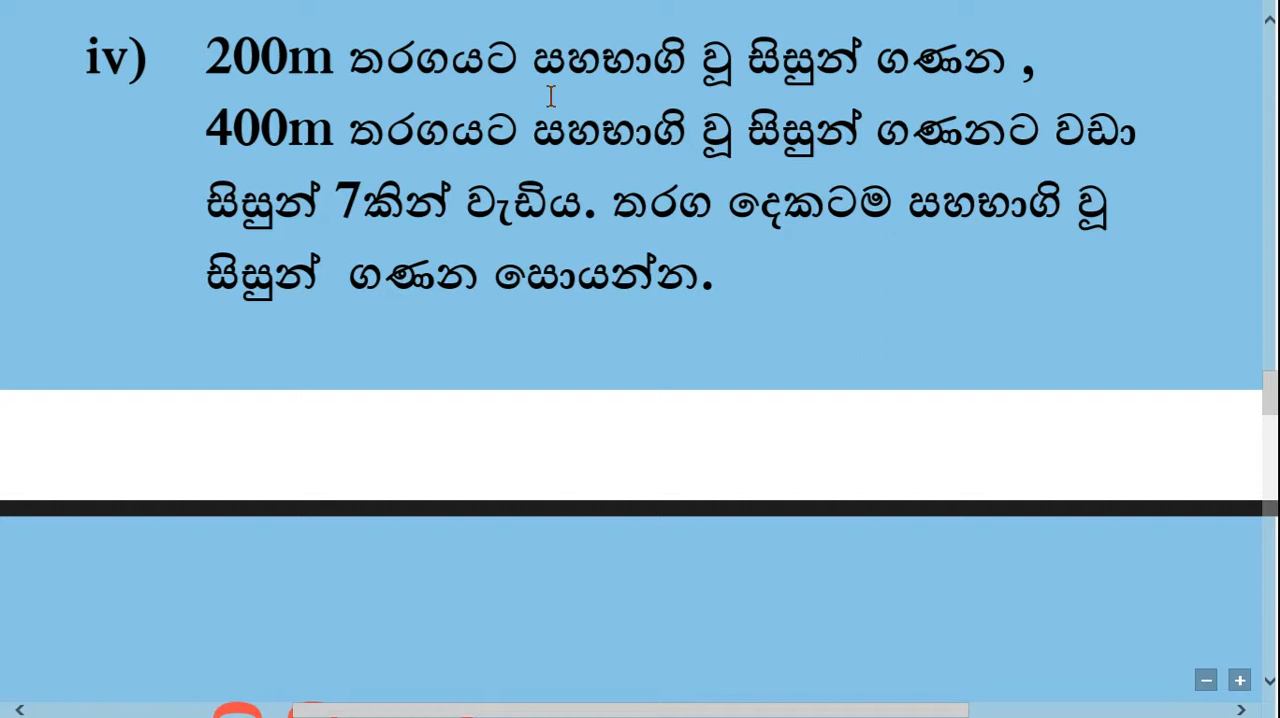 iv) 200m තරගයට සහභාගි වූ සිසුන් ගණන ,
400m තරගයට සහභාගි වූ සිසුන් ගණනට වඩා
සිසුන් 7කින් වැඩිය. තරග දෙකටම සහභාගි වූ
සිසුන් ගණන සොයන්න.